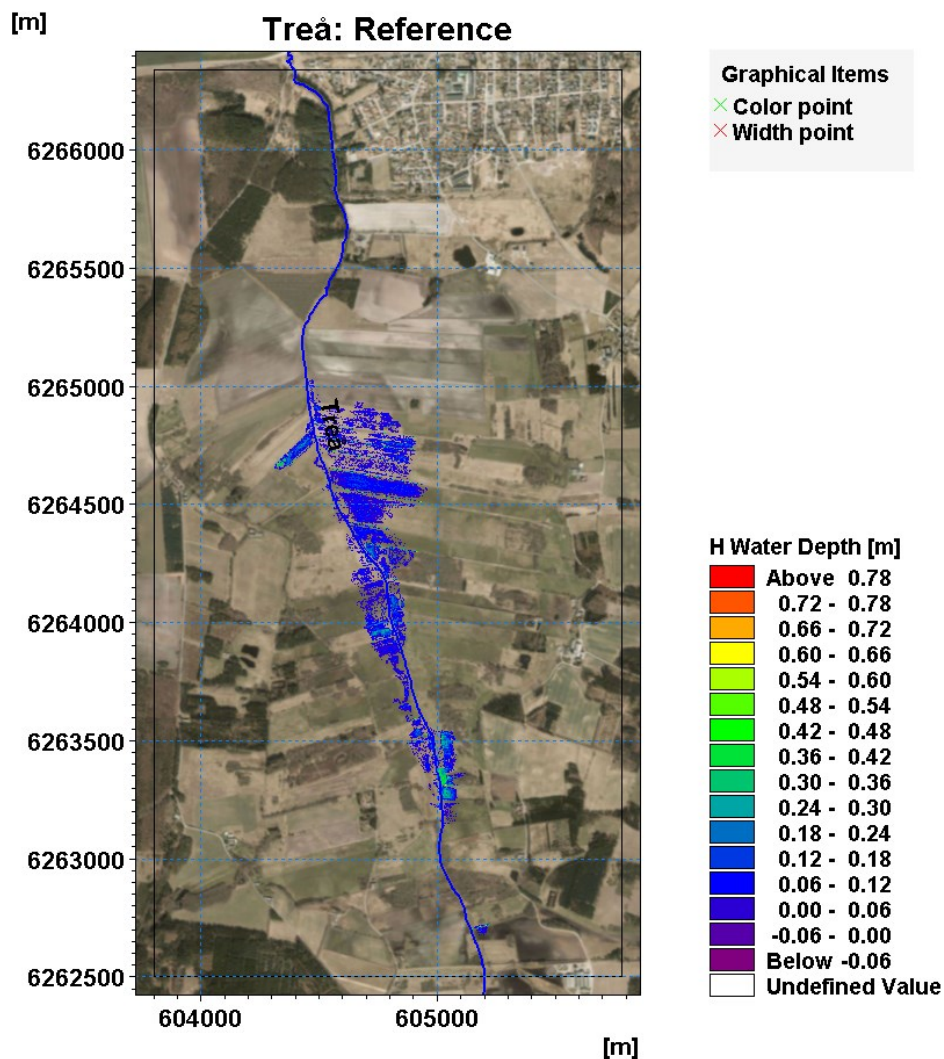 [m]
Treå: Reference
Graphical Items
Color point
Width point
6266000
6265500
6265000
Treå
6264500
6264000
6263500
6263000
6262500
604000
605000
[m]
H Water Depth [m]
Above 0.78
0.72 - 0.78
0.66 - 0.72
0.60 - 0.66
0.54 - 0.60
0.48 - 0.54
0.42 - 0.48
0.36 - 0.42
0.30 - 0.36
0.24 - 0.30
0.18 - 0.24
0.12 - 0.18
0.06 - 0.12
0.00 - 0.06
-0.06 - 0.00
Below -0.06
Undefined Value